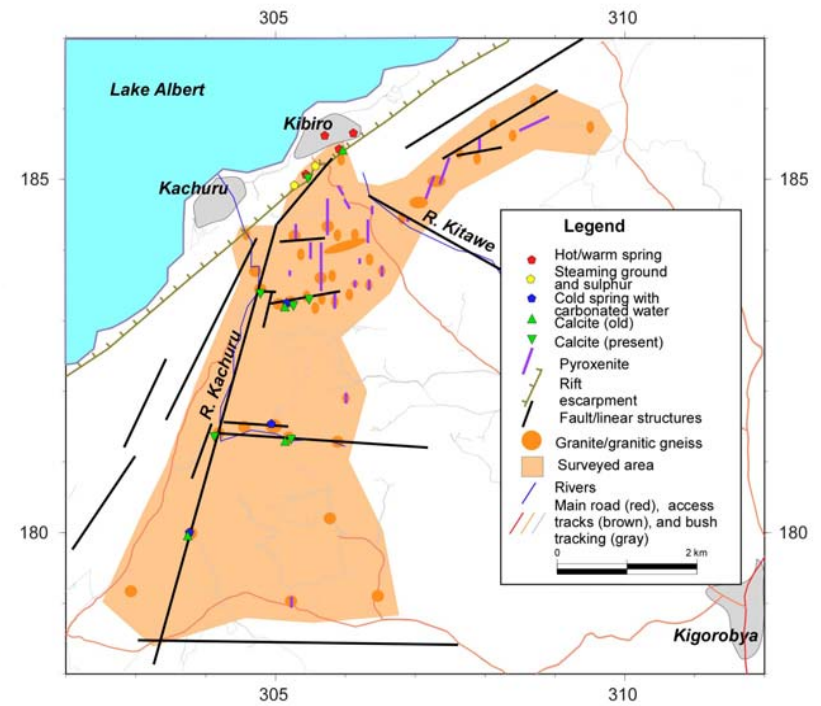 305
310
Lake Albert
Kibiro
185
Kachuru
185
R. Kitawe
Legend
Hot/warm spring
Steaming ground
and sulphur
Cold spring with
carbonated water
Calcite (old)
Calcite (present)
Pyroxenite
Rift
escarpment
Fault/linear structures
Granite/granitic gneiss
Surveyed area
Rivers
Main road (red), access
tracks (brown), and bush
tracking (gray)
0
2 km
R. Kachuru
180
180
Kigorobya
305
310